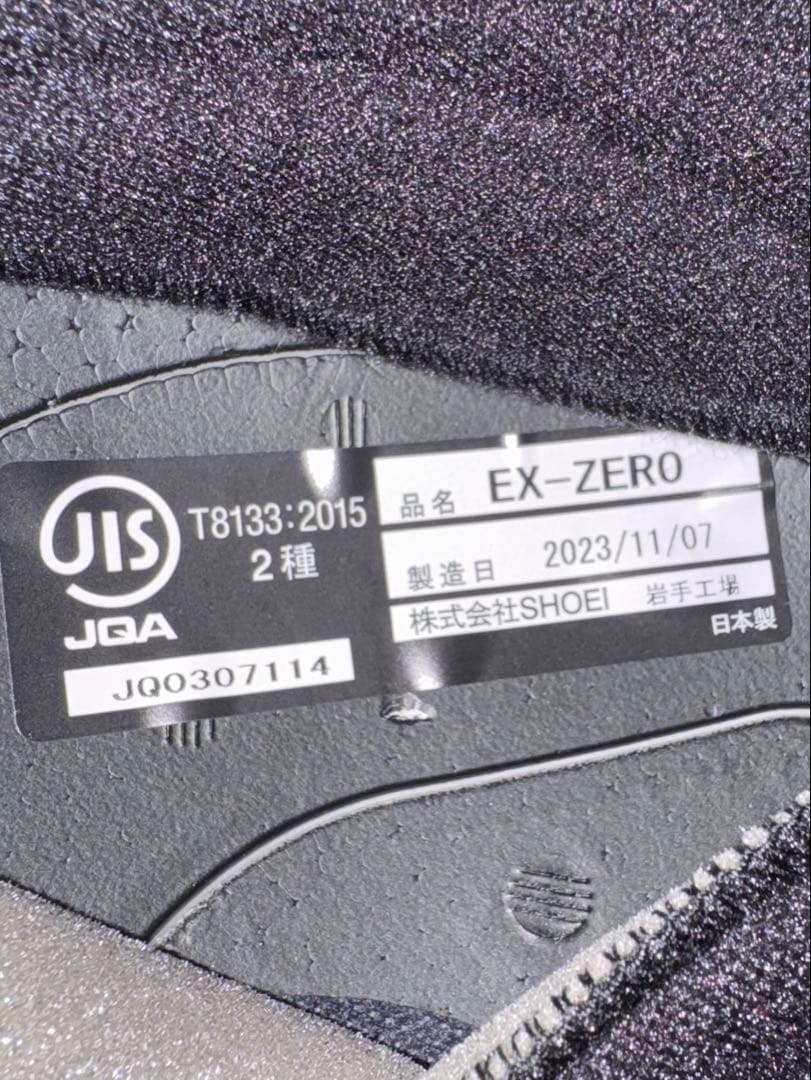 JIS
T8133:2015
2種
JQA
JQ0307114
品名 EX-ZERO
製造日 2023/11/07
株式会社SHOEI 岩手工場
日本製